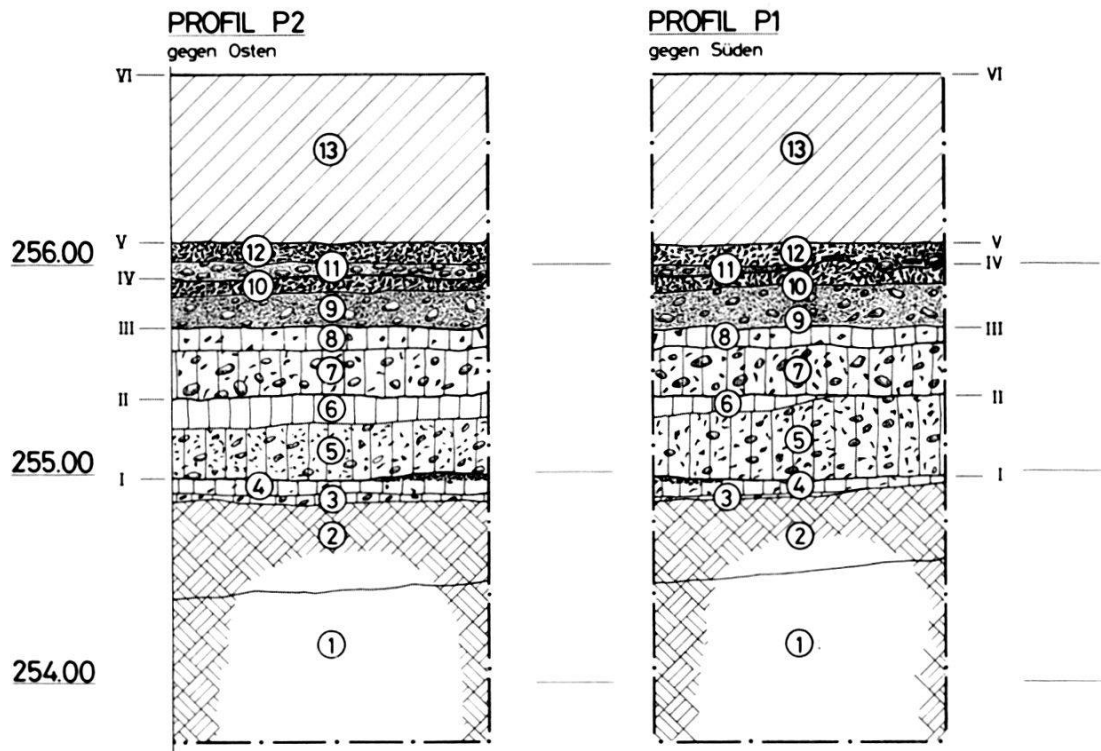 PROFIL P2
gegen Osten
PROFIL P1
gegen Süden
VI
VI
13
13
256.00
V
12
12
V
11
11
IV
IV
10
10
9
9
III
III
8
8
7
7
II
6
6
II
5
5
255.00
I
4
4
I
3
3
2
2
1
1
254.00